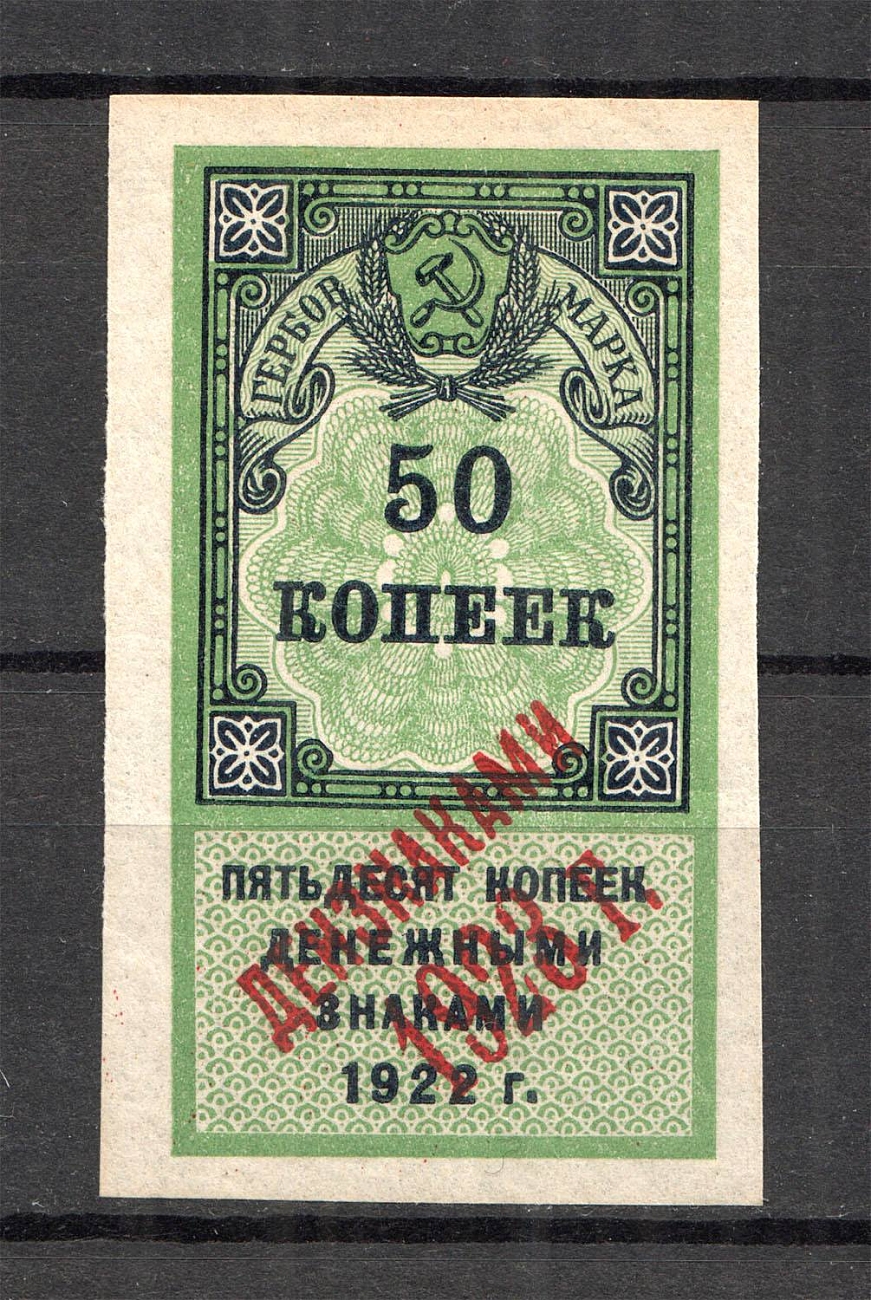 ГЕРБОВ
МАРКА
50
КОПЕЕК
ПЯТЬДЕСЯТ КОПЕЕК
ДЕНЕЖНЫМИ
ЗНАКАМИ
1922 г.
ДЕНЗНАКАМИ
1923 г.